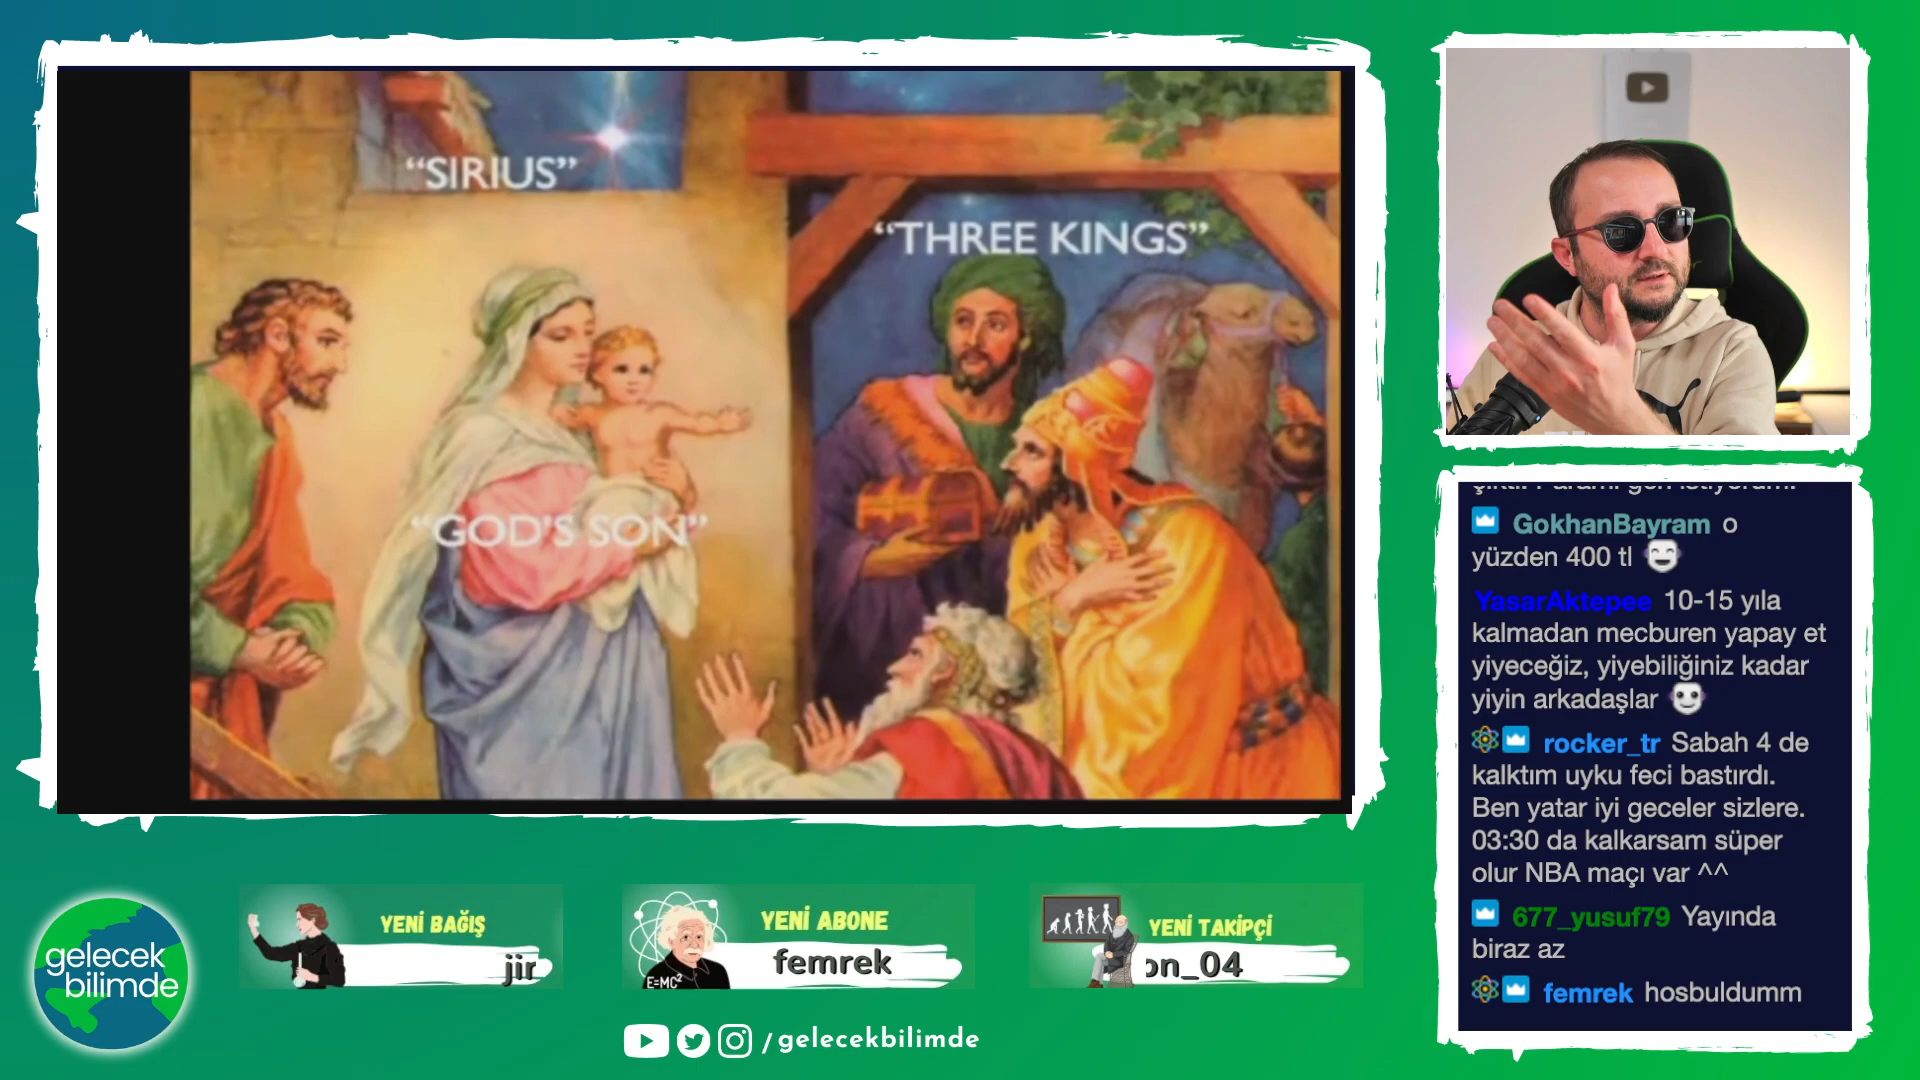 “SIRIUS”
“THREE KINGS”
“GOD'S SON”
GokhanBayram o
yüzden 400 tl
YasarAktepee 10-15 yıla
kalmadan mecburen yapay et
yiyeceğiz, yiyebiliğiniz kadar
yiyin arkadaşlar
rocker_tr Sabah 4 de
kalktım uyku feci bastırdı.
Ben yatar iyi geceler sizlere.
03:30 da kalkarsam süper
olur NBA maçı var ^^
677_yusuf79 Yayında
biraz az
femrek hosbuldumm
gelecek
bilimde
YENİ BAĞIŞ
jir
YENİ ABONE
femrek
E=MC²
YENİ TAKİPÇİ
on_04
/gelecekbilimde